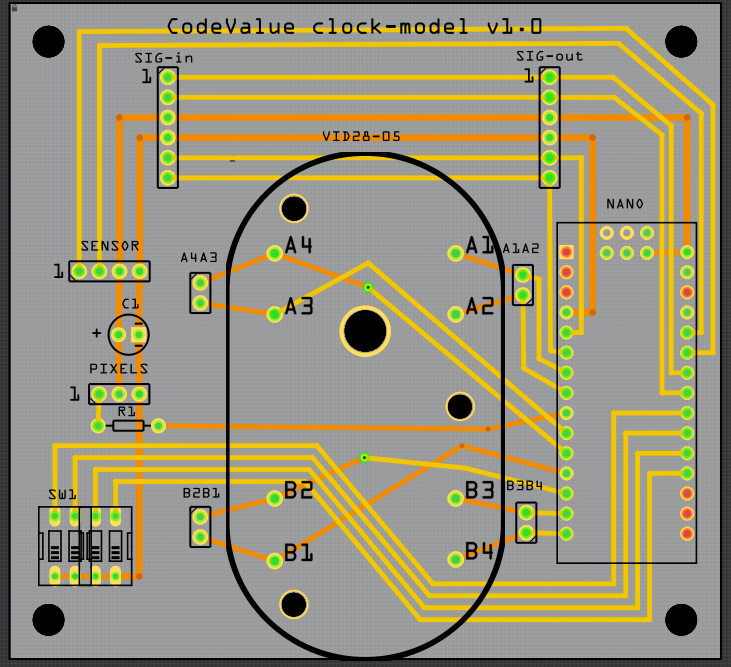 CodeValue clock-model v1.0
SIG-in
SIG-out
1
1
VID28-05
NANO
SENSOR
1
A4A3
A4
A1
A1A2
A3
A2
C1
+
PIXELS
1
R1
SW1
B2B1
B2
B3
B3B4
B1
B4